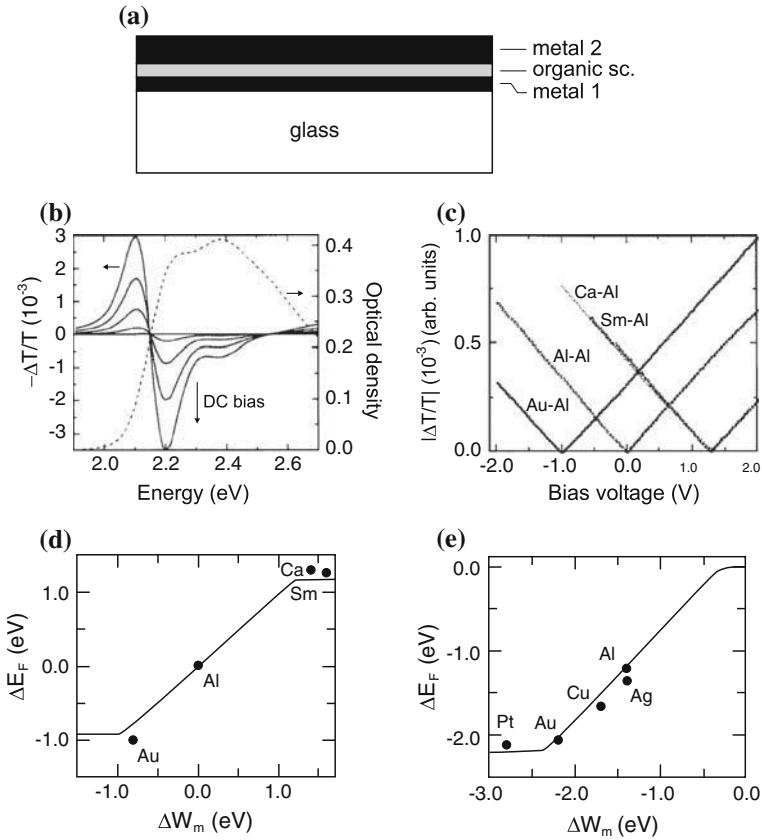 (a)
metal 2
organic sc.
metal 1
glass
(b)
−ΔT/T (10⁻³)
3
2
1
0
-1
-2
-3
0.4
0.3
0.2
0.1
0.0
Optical density
DC bias
2.0 2.2 2.4 2.6
Energy (eV)
(c)
|ΔT/T| (10⁻³) (arb. units)
1.0
0.5
0
Ca-Al
Sm-Al
Al-Al
Au-Al
-2.0 -1.0 0.0 1.0 2.0
Bias voltage (V)
(d)
ΔE_F (eV)
1.0
0.0
-1.0
Ca
Sm
Al
Au
-1.0 0.0 1.0
ΔW_m (eV)
(e)
ΔE_F (eV)
0.0
-1.0
-2.0
Al
Ag
Cu
Au
Pt
-3.0 -2.0 -1.0 0.0
ΔW_m (eV)